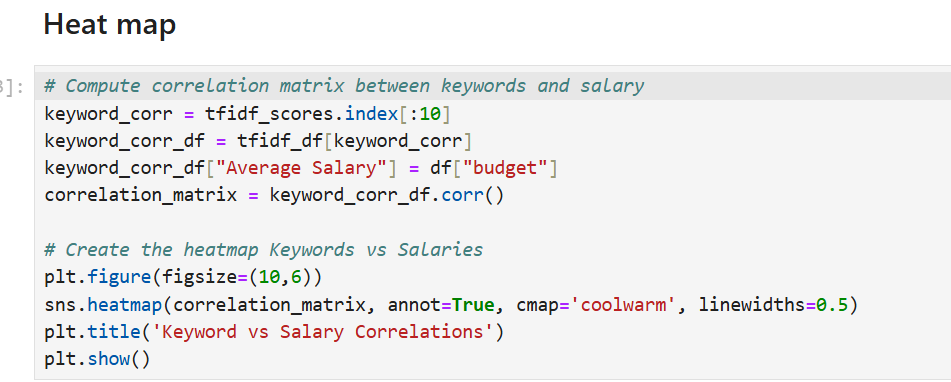 Heat map
3]:
# Compute correlation matrix between keywords and salary
keyword_corr = tfidf_scores.index[:10]
keyword_corr_df = tfidf_df[keyword_corr]
keyword_corr_df["Average Salary"] = df["budget"]
correlation_matrix = keyword_corr_df.corr()
# Create the heatmap Keywords vs Salaries
plt.figure(figsize=(10,6))
sns.heatmap(correlation_matrix, annot=True, cmap='coolwarm', linewidths=0.5)
plt.title('Keyword vs Salary Correlations')
plt.show()